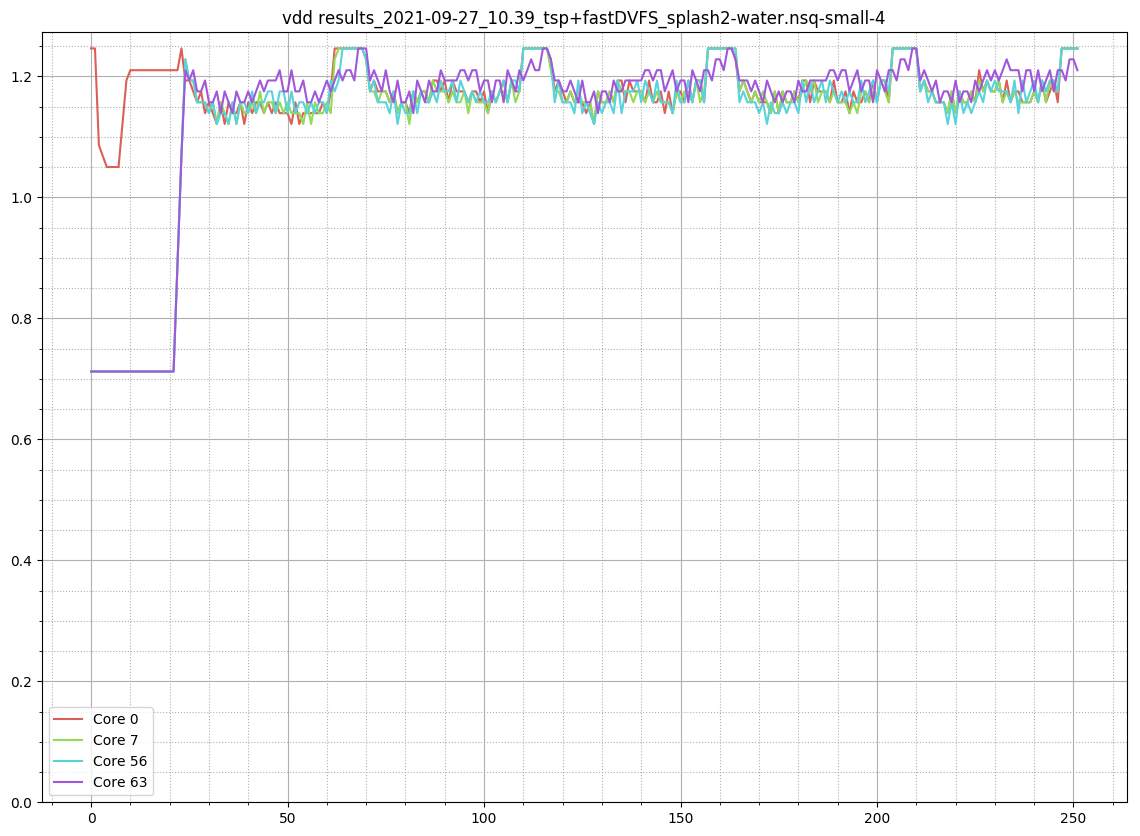 vdd results_2021-09-27_10.39_tsp+fastDVFS_splash2-water.nsq-small-4
1.2
1.0
0.8
0.6
0.4
0.2
0.0
Core 0
Core 7
Core 56
Core 63
0 50 100 150 200 250